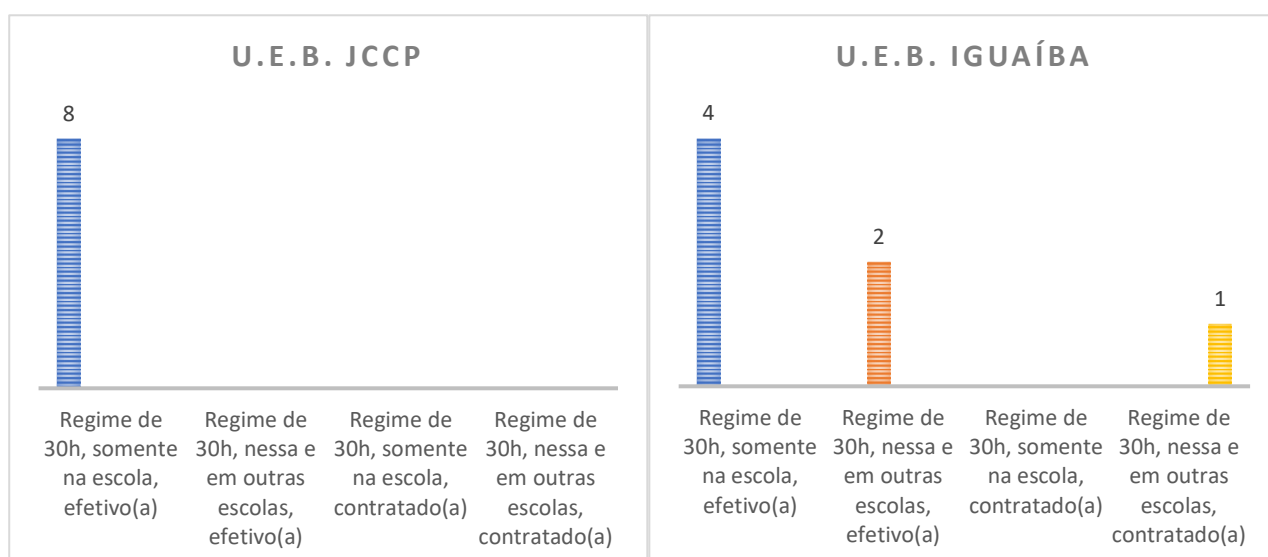 U.E.B. JCCP
8
Regime de
30h, somente
na escola,
efetivo(a)
Regime de
30h, nessa e
em outras
escolas,
efetivo(a)
Regime de
30h, somente
na escola,
contratado(a)
Regime de
30h, nessa e
em outras
escolas,
contratado(a)
U.E.B. IGUAÍBA
4
2
1
Regime de
30h, somente
na escola,
efetivo(a)
Regime de
30h, nessa e
em outras
escolas,
efetivo(a)
Regime de
30h, somente
na escola,
contratado(a)
Regime de
30h, nessa e
em outras
escolas,
contratado(a)